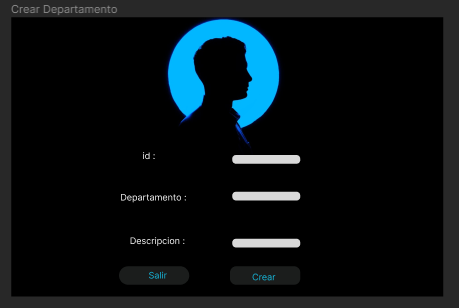 Crear Departamento
id :
Departamento :
Descripcion :
Salir
Crear